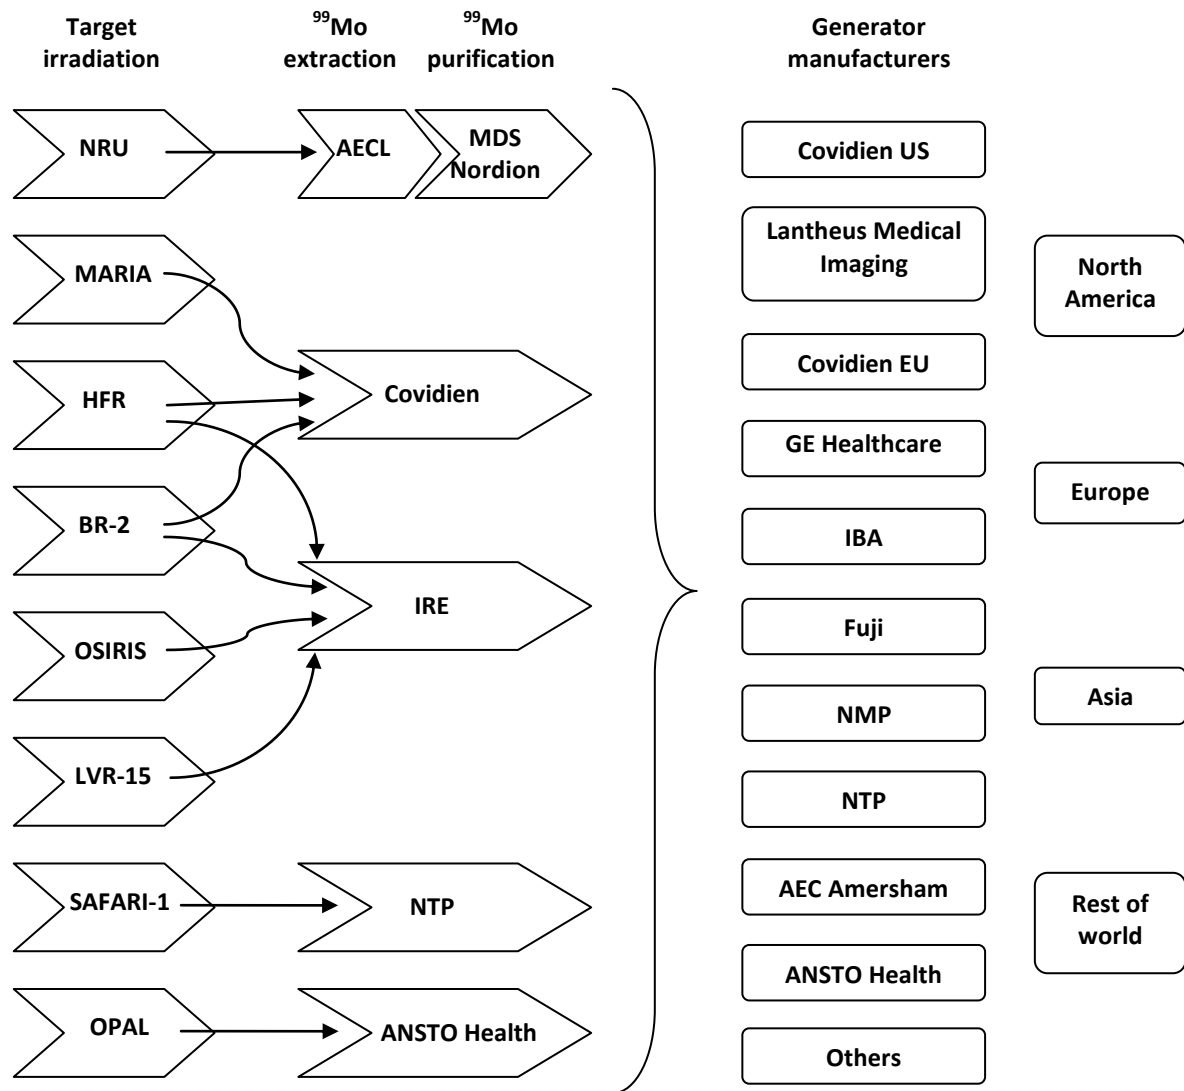 Target
irradiation
⁹⁹Mo
extraction
⁹⁹Mo
purification
Generator
manufacturers
NRU
AECL
MDS
Nordion
MARIA
HFR
Covidien
BR-2
IRE
OSIRIS
LVR-15
SAFARI-1
NTP
OPAL
ANSTO Health
Covidien US
Lantheus Medical
Imaging
Covidien EU
GE Healthcare
IBA
Fuji
NMP
NTP
AEC Amersham
ANSTO Health
Others
North
America
Europe
Asia
Rest of
world